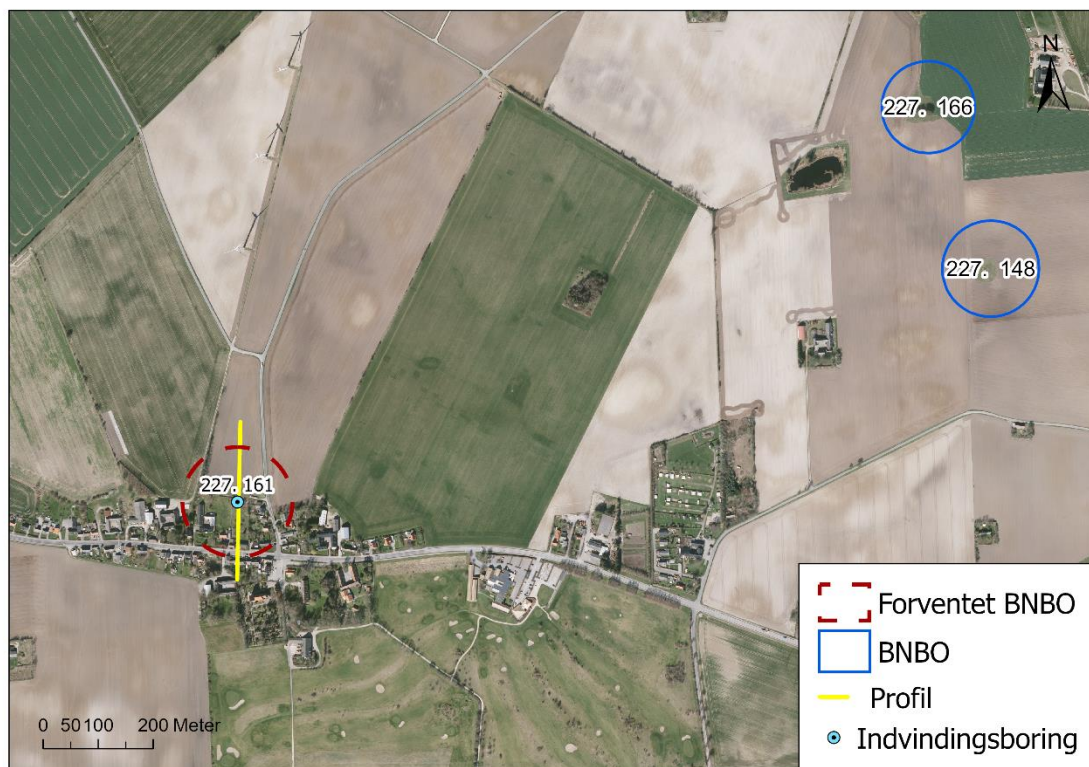 N
227. 166
227. 148
227. 161
Forventet BNBO
BNBO
Profil
Indvindingsboring
0 50 100 200 Meter